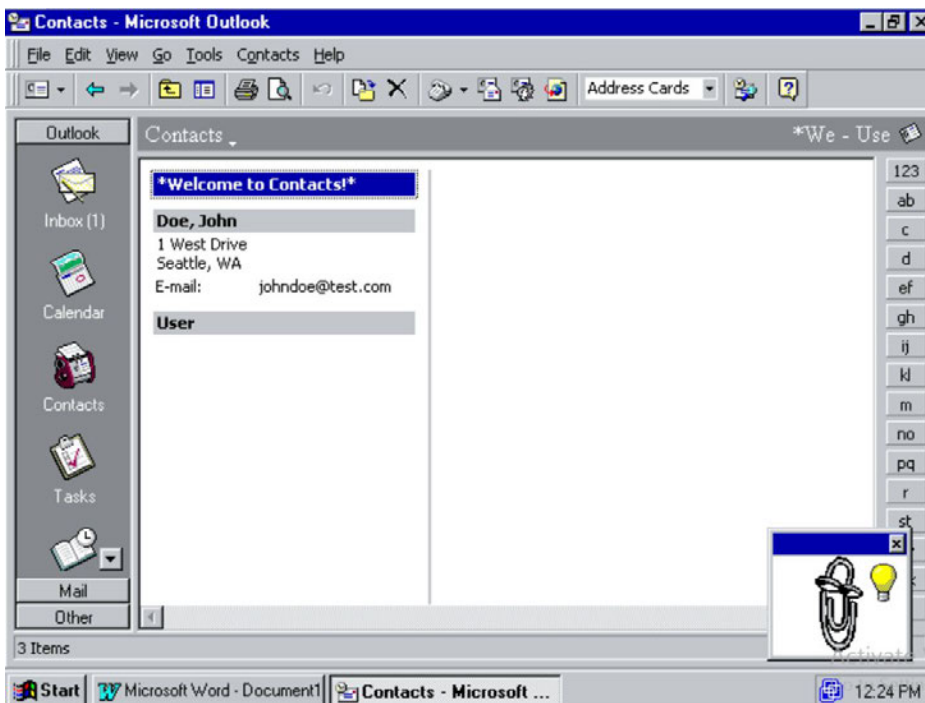 Contacts - Microsoft Outlook
File Edit View Go Tools Contacts Help
Address Cards
Outlook
Contacts
*We - Use
*Welcome to Contacts!*
Doe, John
1 West Drive
Seattle, WA
E-mail: johndoe@test.com
User
Inbox (1)
Calendar
Contacts
Tasks
Mail
Other
123
ab
c
d
ef
gh
ij
kl
m
no
pq
r
st
3 Items
Activate
Start
Microsoft Word - Document1
Contacts - Microsoft ...
12:24 PM